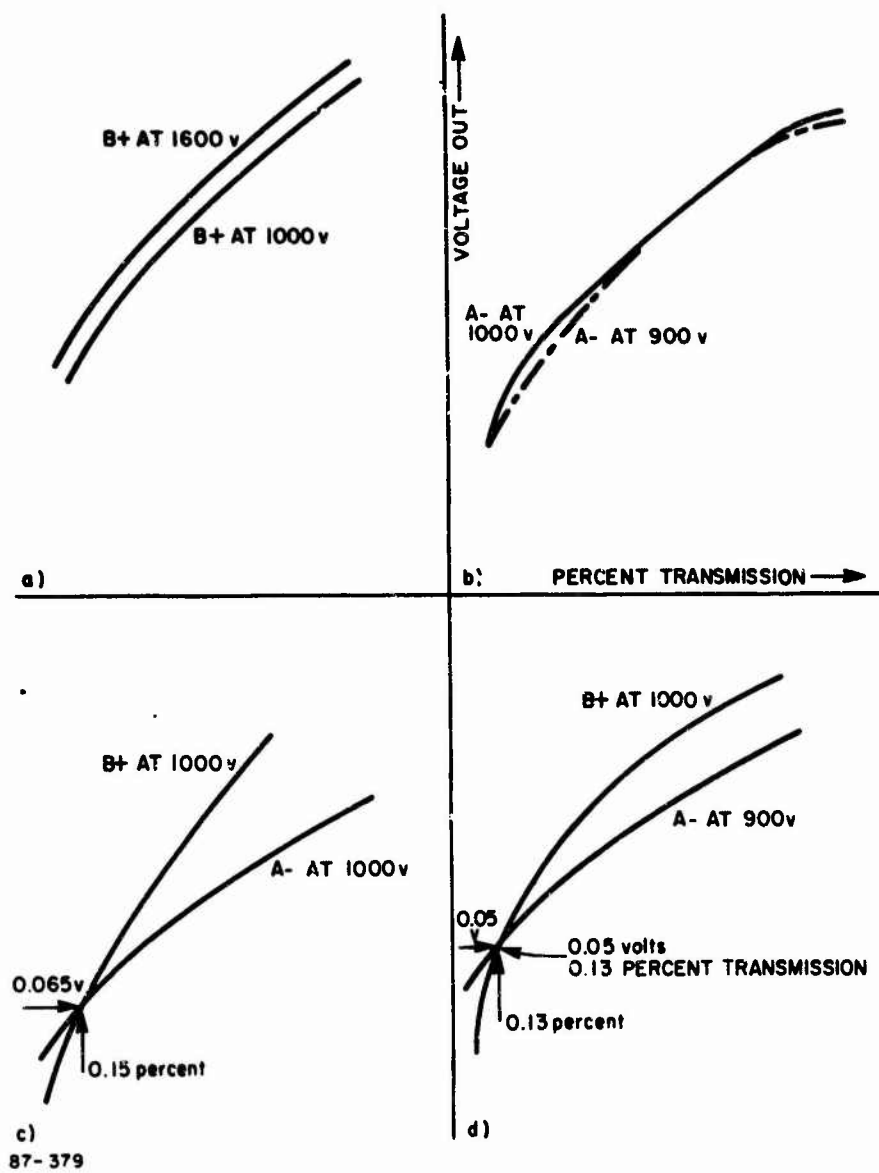 B+ AT 1600 v
B+ AT 1000 v
a)
VOLTAGE OUT
A- AT
1000 v
A- AT 900 v
b)
PERCENT TRANSMISSION
B+ AT 1000 v
A- AT 1000 v
0.065 v
0.15 percent
c)
B+ AT 1000 v
A- AT 900v
0.05
v
0.05 volts
0.13 PERCENT TRANSMISSION
0.13 percent
d)
87-379